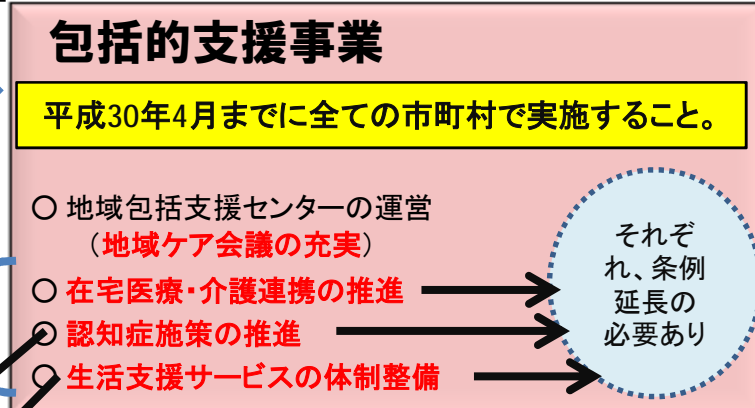 包括的支援事業
平成30年4月までに全ての市町村で実施すること。
○ 地域包括支援センターの運営
（地域ケア会議の充実）
○ 在宅医療・介護連携の推進
○ 認知症施策の推進
○ 生活支援サービスの体制整備
それぞ
れ、条例
延長の
必要あり